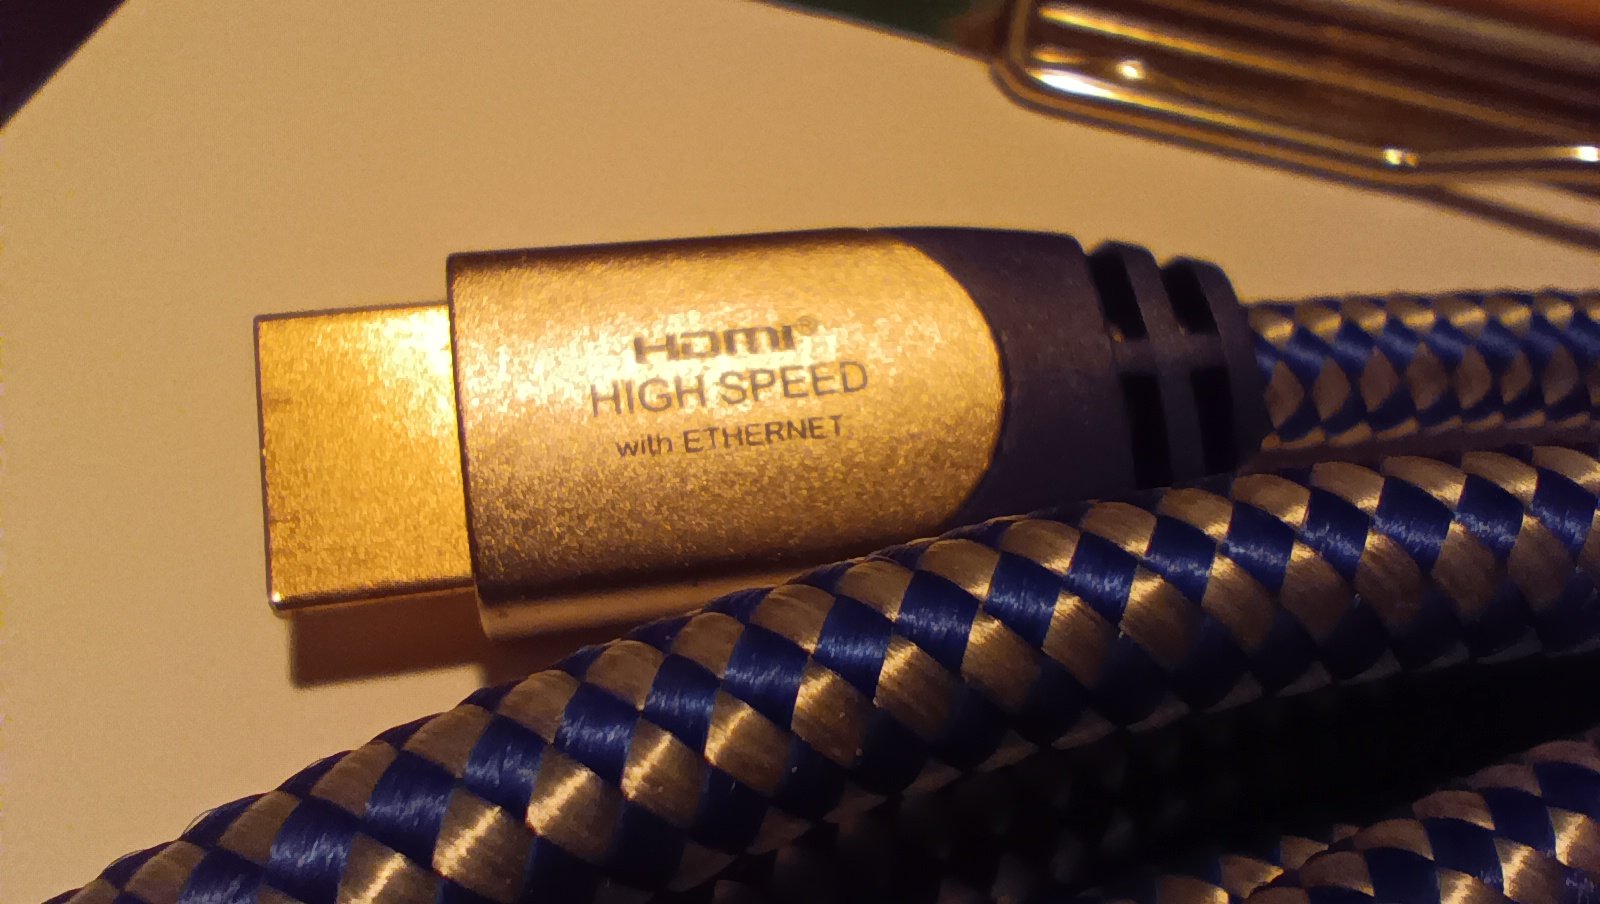 HDMI®
HIGH SPEED
with ETHERNET